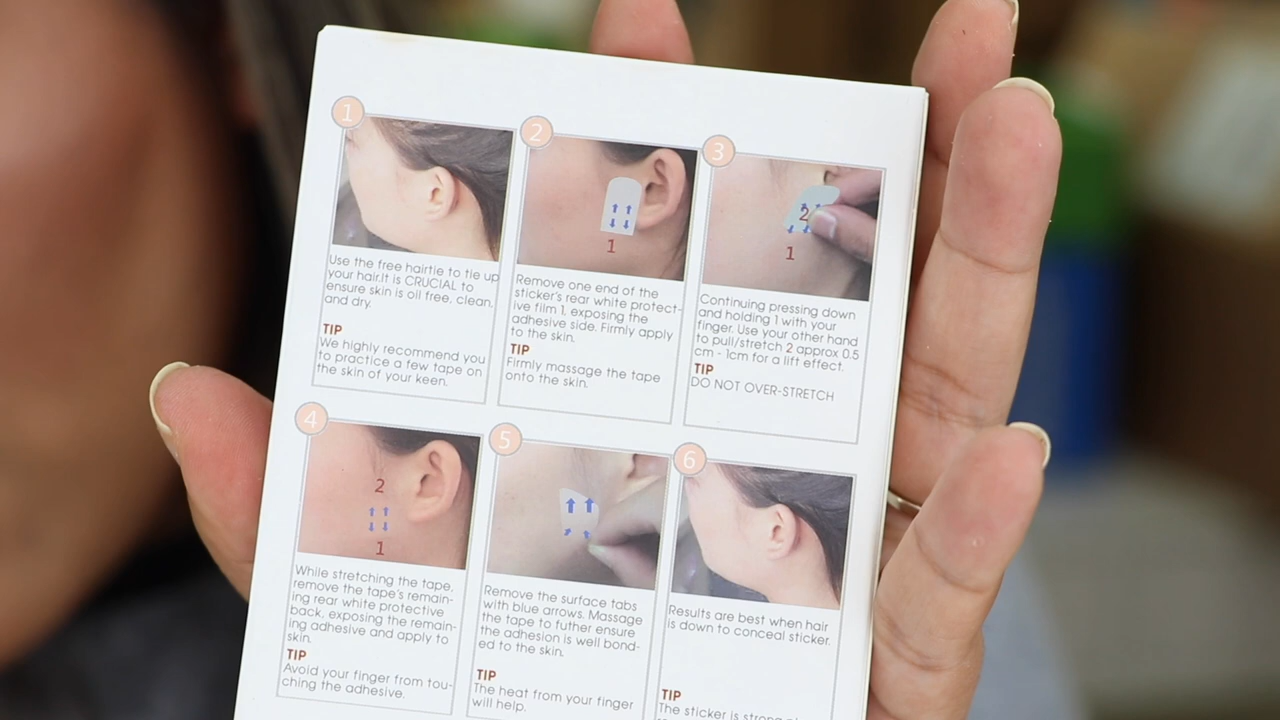 1
Use the free hairtie to tie up
your hair.It is CRUCIAL to
ensure skin is oil free, clean,
and dry.
TIP
We highly recommend you
to practice a few tape on
the skin of your keen.
2
1
Remove one end of the
sticker's rear white protect-
ive film 1, exposing the
adhesive side. Firmly apply
to the skin.
TIP
Firmly massage the tape
onto the skin.
3
2
1
Continuing pressing down
and holding 1 with your
finger. Use your other hand
to pull/stretch 2 approx 0.5
cm - 1cm for a lift effect.
TIP
DO NOT OVER-STRETCH
4
2
1
While stretching the tape,
remove the tape's remain-
ing rear white protective
back, exposing the remain-
ing adhesive and apply to
skin.
TIP
Avoid your finger from tou-
ching the adhesive.
5
Remove the surface tabs
with blue arrows. Massage
the tape to futher ensure
the adhesion is well bond-
ed to the skin.
TIP
The heat from your finger
will help.
6
Results are best when hair
is down to conceal sticker.
TIP
The sticker is strong